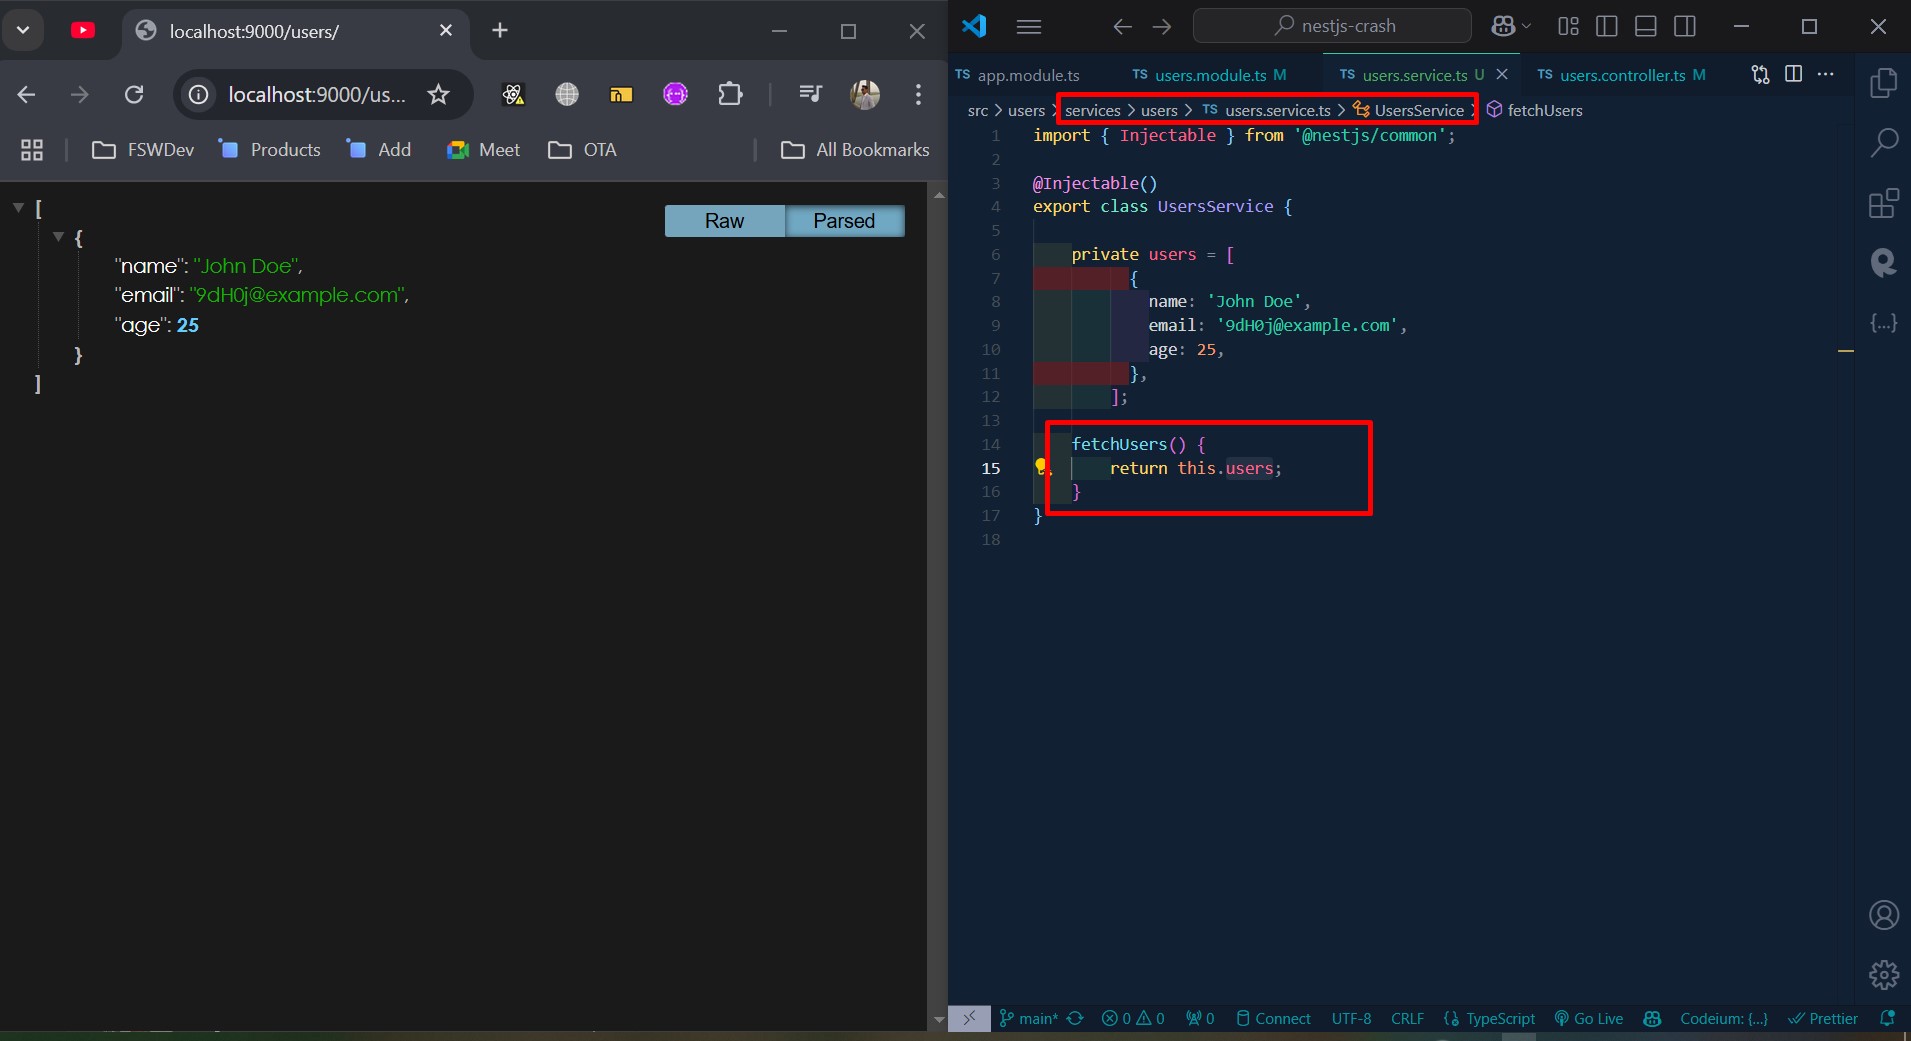 localhost:9000/users/
localhost:9000/us...
FSWDev
Products
Add
Meet
OTA
All Bookmarks
Raw
Parsed
[
{
"name": "John Doe",
"email": "9dH0j@example.com",
"age": 25
}
]
nestjs-crash
TS app.module.ts
TS users.module.ts M
TS users.service.ts U
TS users.controller.ts M
src > users > services > users > TS users.service.ts > UsersService > fetchUsers
1 import { Injectable } from '@nestjs/common';
2
3 @Injectable()
4 export class UsersService {
5
6 private users = [
7 {
8 name: 'John Doe',
9 email: '9dH0j@example.com',
10 age: 25,
11 },
12 ];
13
14 fetchUsers() {
15 return this.users;
16 }
17 }
18
{...}
main* 0 0 0 Connect UTF-8 CRLF TypeScript Go Live Codeium: {...} Prettier